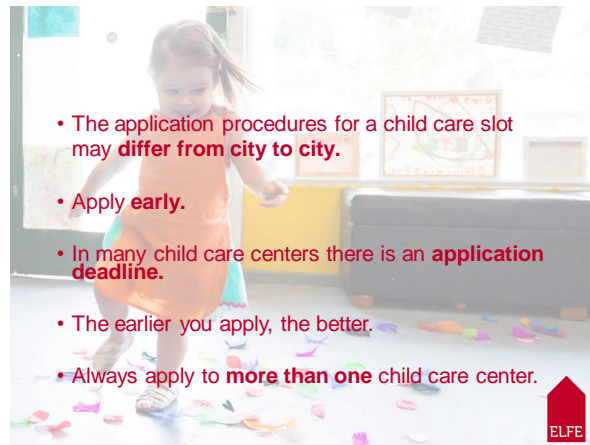 • The application procedures for a child care slot
may differ from city to city.
• Apply early.
• In many child care centers there is an application
deadline.
• The earlier you apply, the better.
• Always apply to more than one child care center.
ELFE